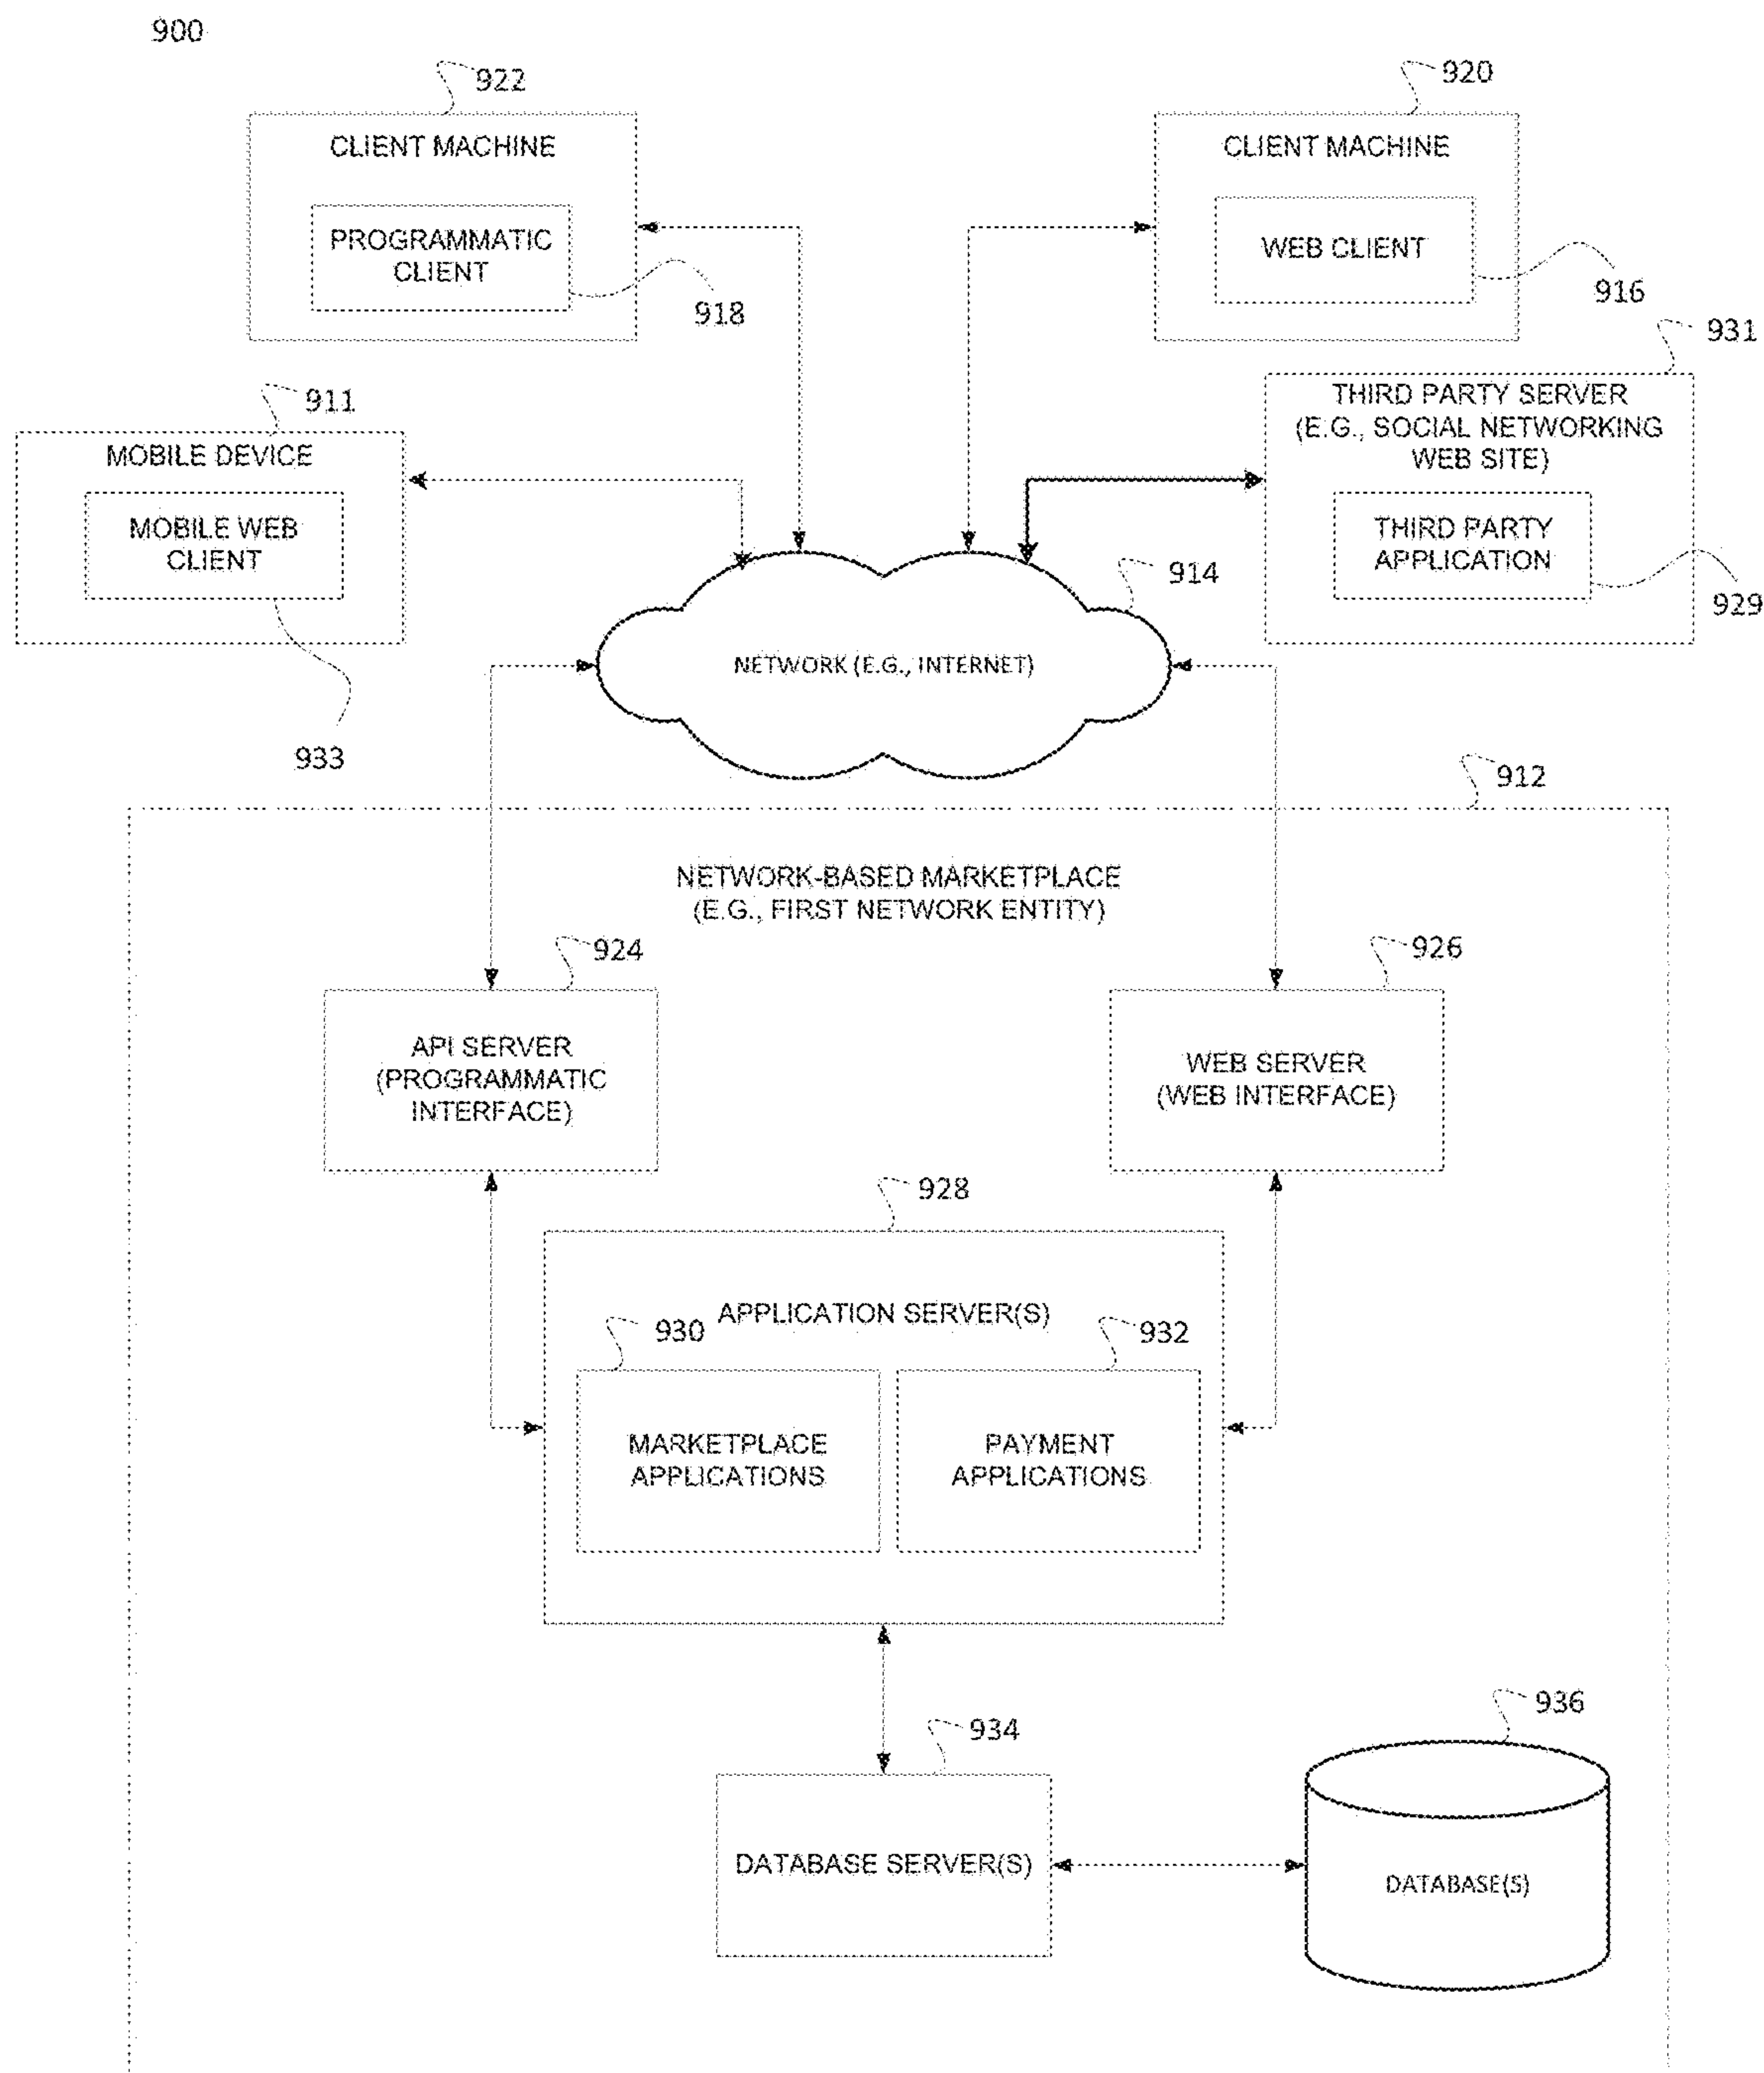 900
922
920
CLIENT MACHINE
CLIENT MACHINE
PROGRAMMATIC
CLIENT
WEB CLIENT
918
916
931
911
THIRD PARTY SERVER
(E.G., SOCIAL NETWORKING
WEB SITE)
MOBILE DEVICE
MOBILE WEB
CLIENT
THIRD PARTY
APPLICATION
914
929
NETWORK (E.G., INTERNET)
933
912
NETWORK-BASED MARKETPLACE
(E.G., FIRST NETWORK ENTITY)
924
926
API SERVER
(PROGRAMMATIC
INTERFACE)
WEB SERVER
(WEB INTERFACE)
928
APPLICATION SERVER(S)
930
932
MARKETPLACE
APPLICATIONS
PAYMENT
APPLICATIONS
936
934
DATABASE SERVER(S)
DATABASE(S)